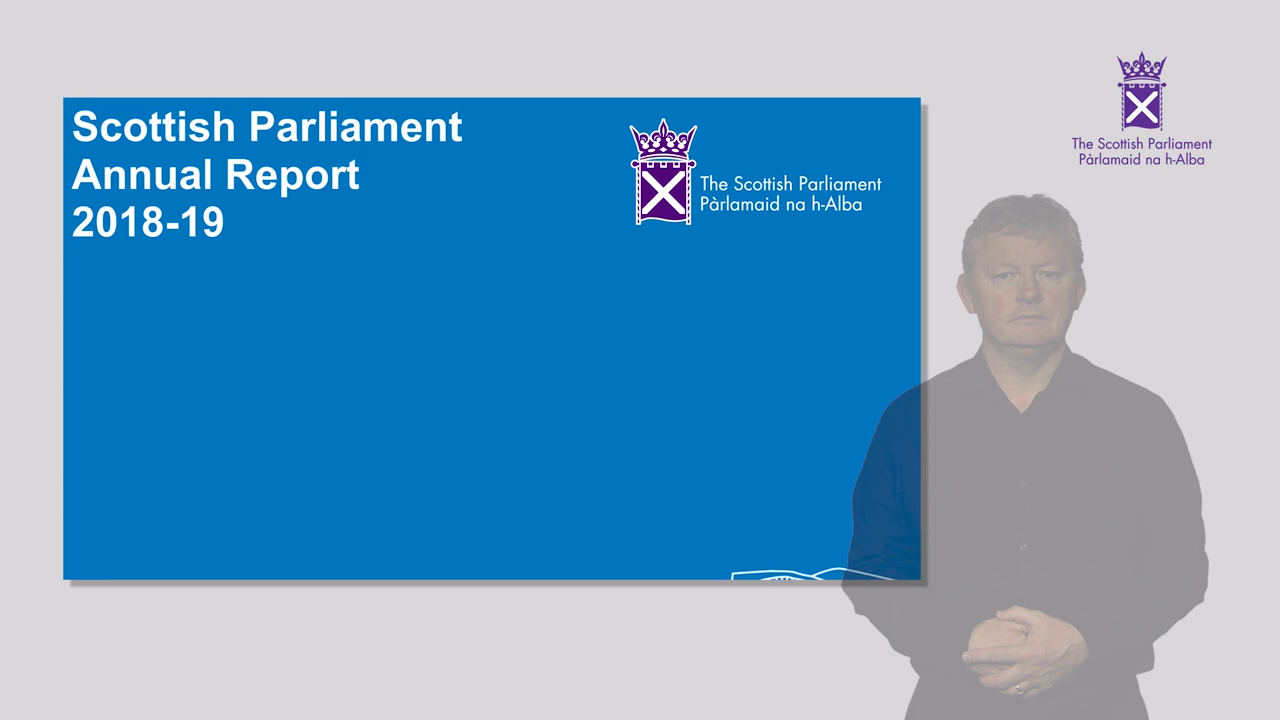 Scottish Parliament
Annual Report
2018-19
The Scottish Parliament
Pàrlamaid na h-Alba
The Scottish Parliament
Pàrlamaid na h-Alba